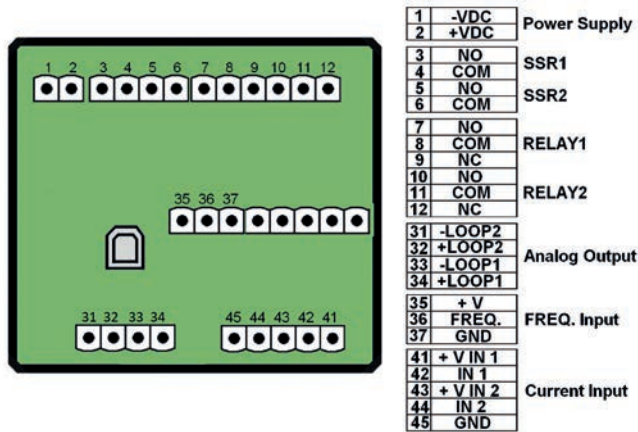 1 2 3 4 5 6 7 8 9 10 11 12
35 36 37
31 32 33 34
45 44 43 42 41
1 -VDC
2 +VDC
Power Supply
3 NO
4 COM
SSR1
5 NO
6 COM
SSR2
7 NO
8 COM
9 NC
RELAY1
10 NO
11 COM
12 NC
RELAY2
31 -LOOP2
32 +LOOP2
33 -LOOP1
34 +LOOP1
Analog Output
35 + V
36 FREQ.
37 GND
FREQ. Input
41 + V IN 1
42 IN 1
43 + V IN 2
44 IN 2
45 GND
Current Input